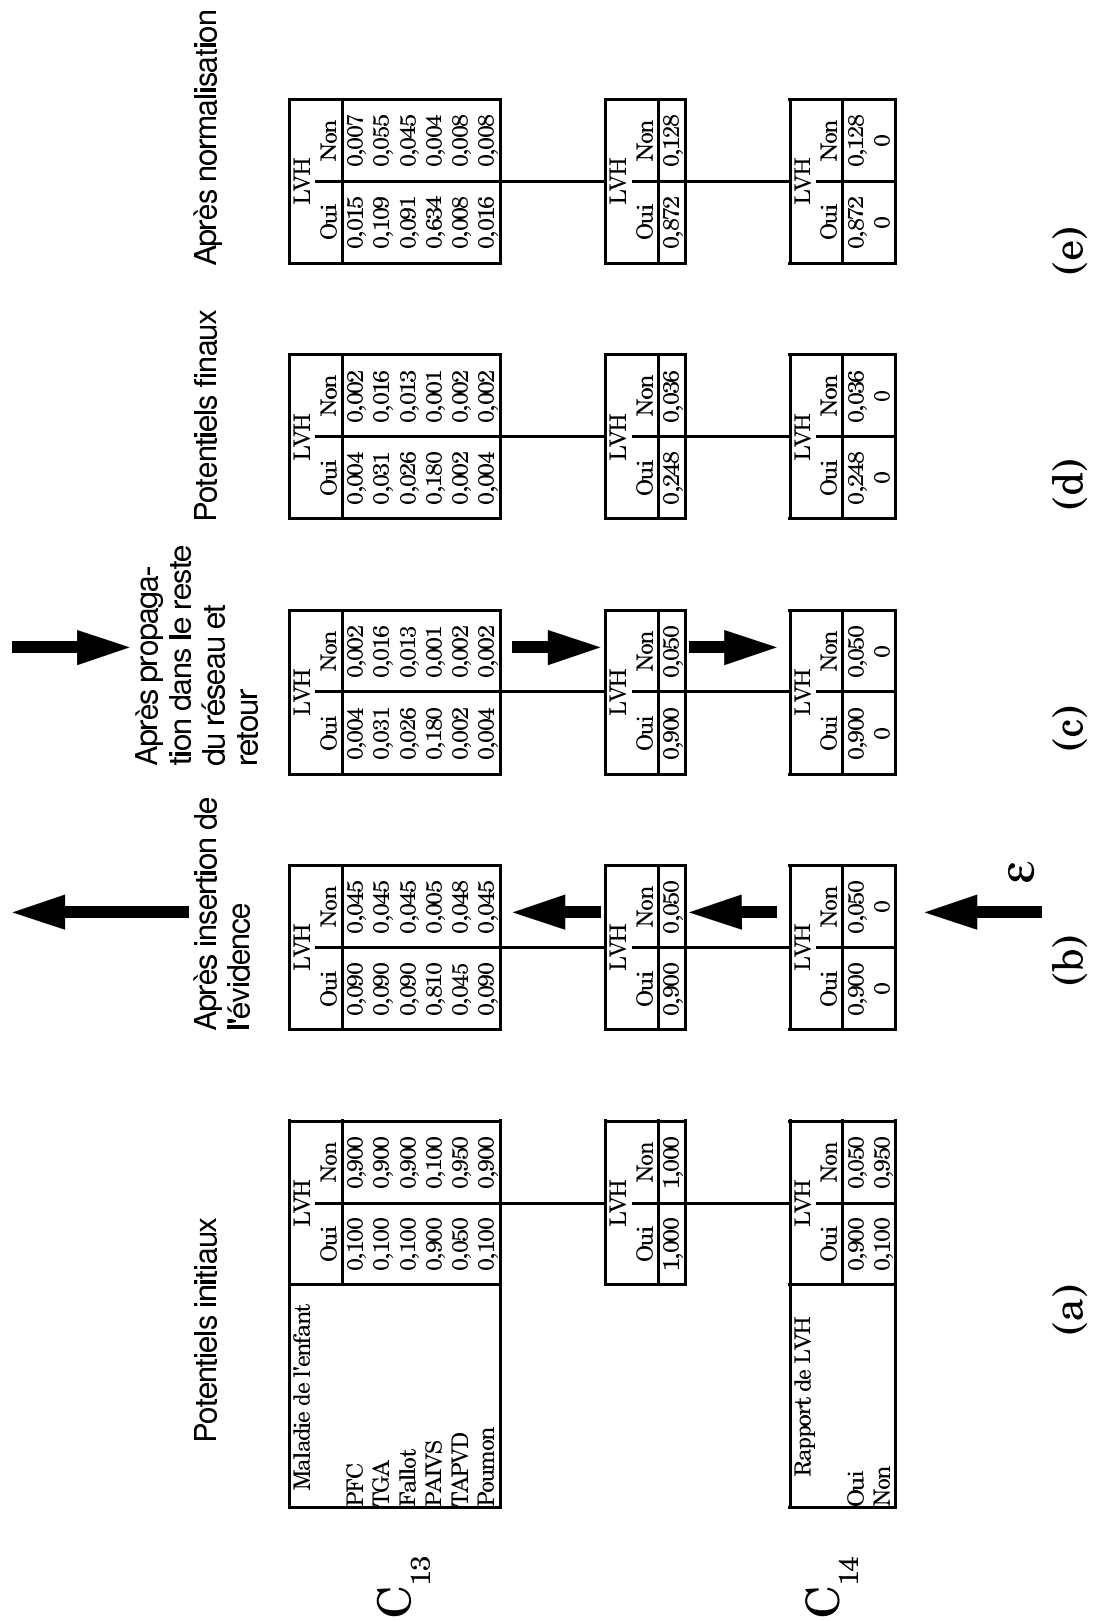 Potentiels initiaux
Après insertion de
l'évidence
Après propaga-
tion dans le reste
du réseau et
retour
Potentiels finaux
Après normalisation
C13
Maladie de l'enfant
LVH
Oui Non
PFC 0,100 0,900
TGA 0,100 0,900
Fallot 0,100 0,900
PAIVS 0,900 0,100
TAPVD 0,050 0,950
Poumon 0,100 0,900
LVH
Oui Non
0,090 0,045
0,090 0,045
0,090 0,045
0,810 0,005
0,045 0,048
0,090 0,045
LVH
Oui Non
0,004 0,002
0,031 0,016
0,026 0,013
0,180 0,001
0,002 0,002
0,004 0,002
LVH
Oui Non
0,004 0,002
0,031 0,016
0,026 0,013
0,180 0,001
0,002 0,002
0,004 0,002
LVH
Oui Non
0,015 0,007
0,109 0,055
0,091 0,045
0,634 0,004
0,008 0,008
0,016 0,008
LVH
Oui Non
1,000 1,000
LVH
Oui Non
0,900 0,050
LVH
Oui Non
0,900 0,050
LVH
Oui Non
0,248 0,036
LVH
Oui Non
0,872 0,128
C14
Rapport de LVH
LVH
Oui Non
Oui 0,900 0,050
Non 0,100 0,950
LVH
Oui Non
0,900 0,050
0 0
LVH
Oui Non
0,900 0,050
0 0
LVH
Oui Non
0,248 0,036
0 0
LVH
Oui Non
0,872 0,128
0 0
ε
(a) (b) (c) (d) (e)